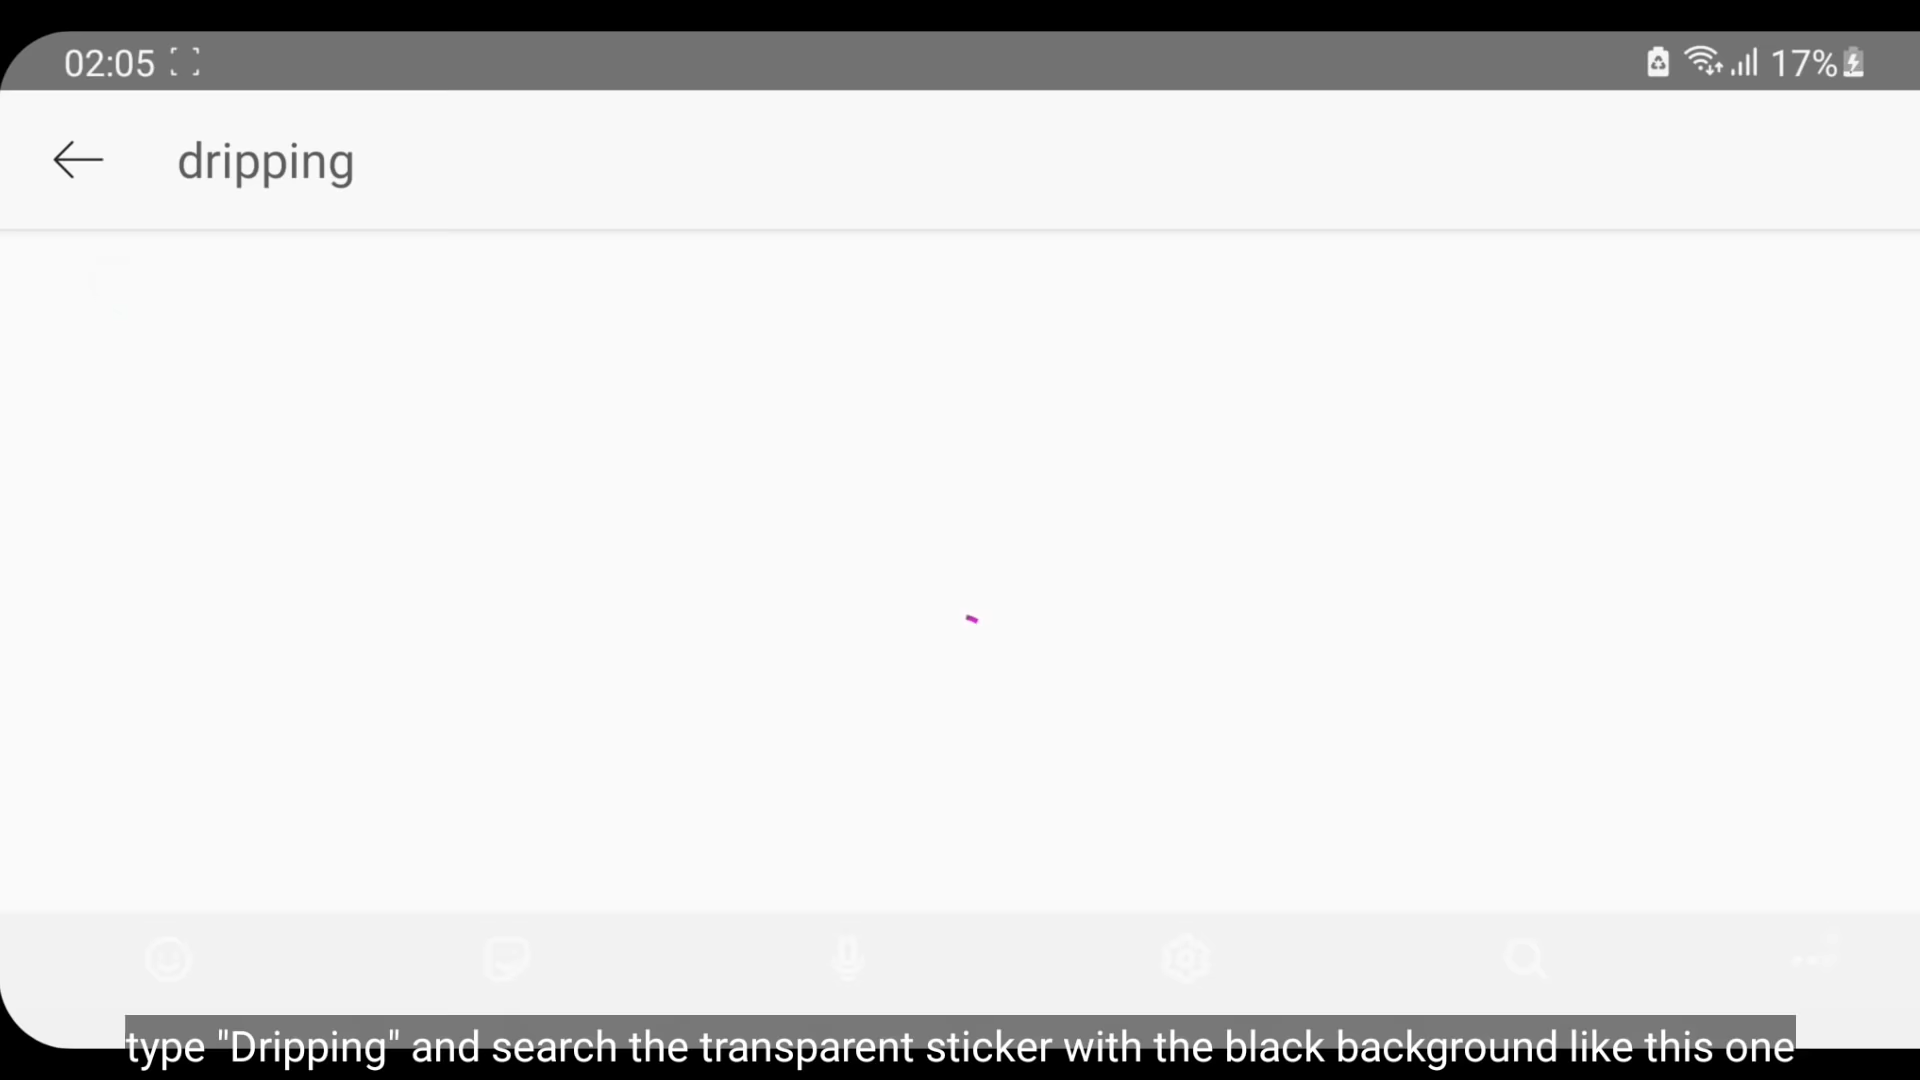 02:05
17%
dripping
type "Dripping" and search the transparent sticker with the black background like this one